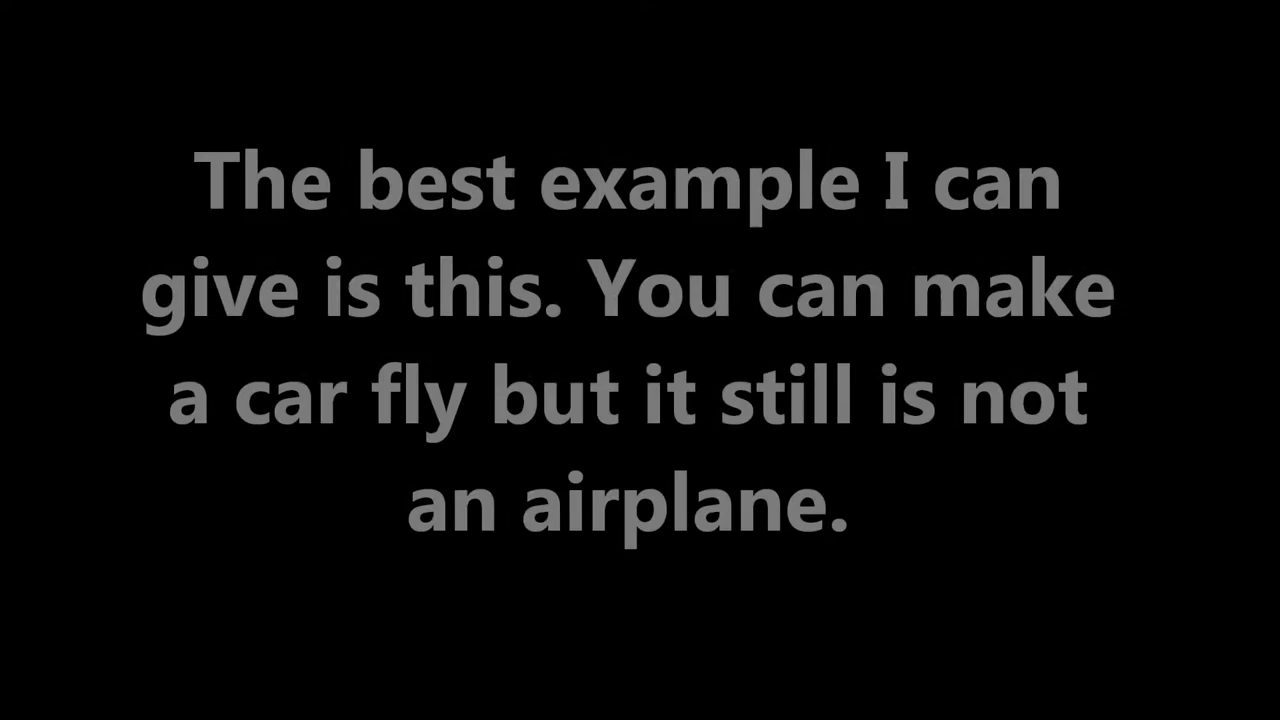 The best example I can
give is this. You can make
a car fly but it still is not
an airplane.